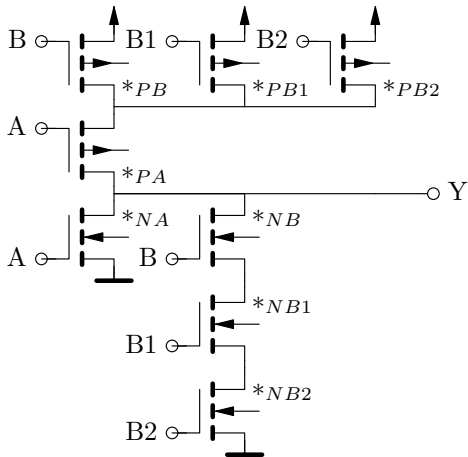 B B1 B2
*PB *PB1 *PB2
A
*PA
Y
*NA *NB
A B
*NB1
B1
*NB2
B2